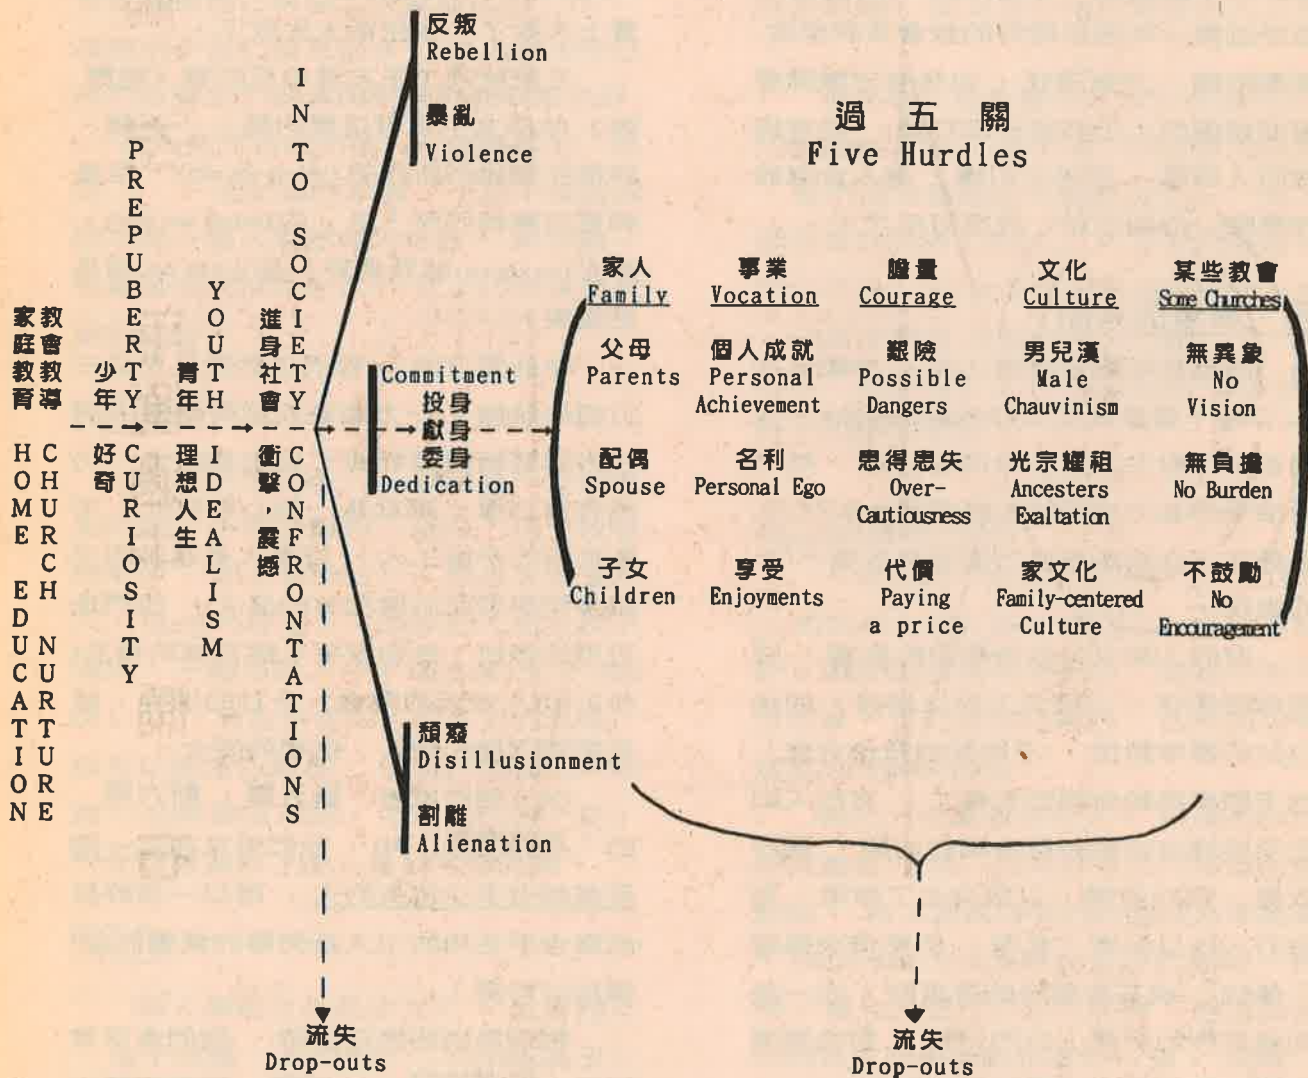 家庭教育 HOME EDUCATION
教會教導 CHURCH NURTURE
少年 好奇
PREPUBERTY CURIOSITY
青年 理想人生
YOUTH IDEALISM
進身社會 衝擊，震撼
INTO SOCIETY CONFRONTATIONS
反叛
Rebellion
暴亂
Violence
Commitment
投身
獻身
委身
Dedication
頹廢
Disillusionment
割離
Alienation
流失
Drop-outs
過五關
Five Hurdles
家人
Family
父母
Parents
配偶
Spouse
子女
Children
事業
Vocation
個人成就
Personal
Achievement
名利
Personal Ego
享受
Enjoyments
膽量
Courage
艱險
Possible
Dangers
患得患失
Over-
Cautiousness
代價
Paying
a price
文化
Culture
男兒漢
Male
Chauvinism
光宗耀祖
Ancesters
Exaltation
家文化
Family-centered
Culture
某些教會
Some Churches
無異象
No
Vision
無負擔
No Burden
不鼓勵
No
Encouragement
流失
Drop-outs